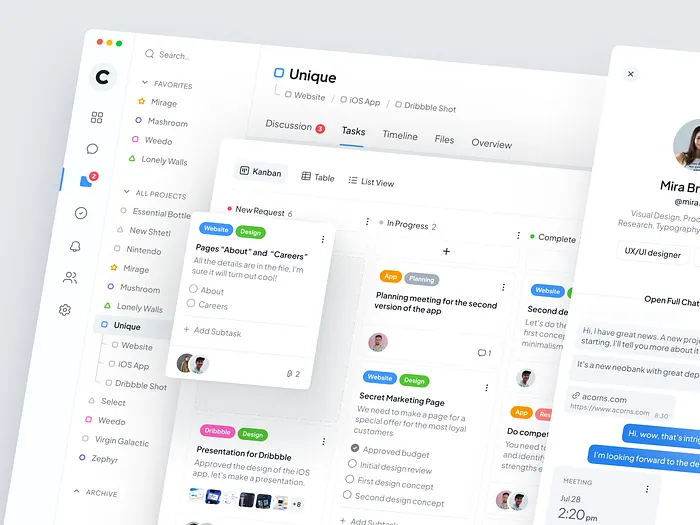 C
2
Search...
FAVORITES
Mirage
Mashroom
Weedo
Lonely Walls
ALL PROJECTS
Essential Bottle
New Shtetl
Nintendo
Mirage
Mushroom
Lonely Walls
Unique
Website
iOS App
Dribbble Shot
Select
Weedo
Virgin Galactic
Zephyr
ARCHIVE
Unique
Website / iOS App / Dribbble Shot
Discussion 3 Tasks Timeline Files Overview
Kanban Table List View
New Request 6
Website Design
Pages "About" and "Careers"
All the details are in the file, I'm
sure it will turn out cool!
About
Careers
+ Add Subtask
2
Dribbble Design
Presentation for Dribbble
Approved the design of the iOS
app, let's make a presentation.
+8
In Progress 2
+
App Planning
Planning meeting for the second
version of the app
1
Website Design
Secret Marketing Page
We need to make a page for a
special offer for the most loyal
customers
Approved budget
Initial design review
First design concept
Second design concept
+ Add Subtask
Complete
Website
Second de
Let's do the
first concep
minimalism
App Res
Do compet
You need to
and identify
strengths
Mira Br
@mira.
Visual Design, Proc
Research, Typography
UX/UI designer
Open Full Chat
Hi, I have great news. A new proj
starting, I'll tell you more about it
It's a new neobank with great dep
acorns.com
https://www.acorns.com 8:30
Hi, wow, that's intrig
I'm looking forward to the de
MEETING
Jul 28
2:20 pm